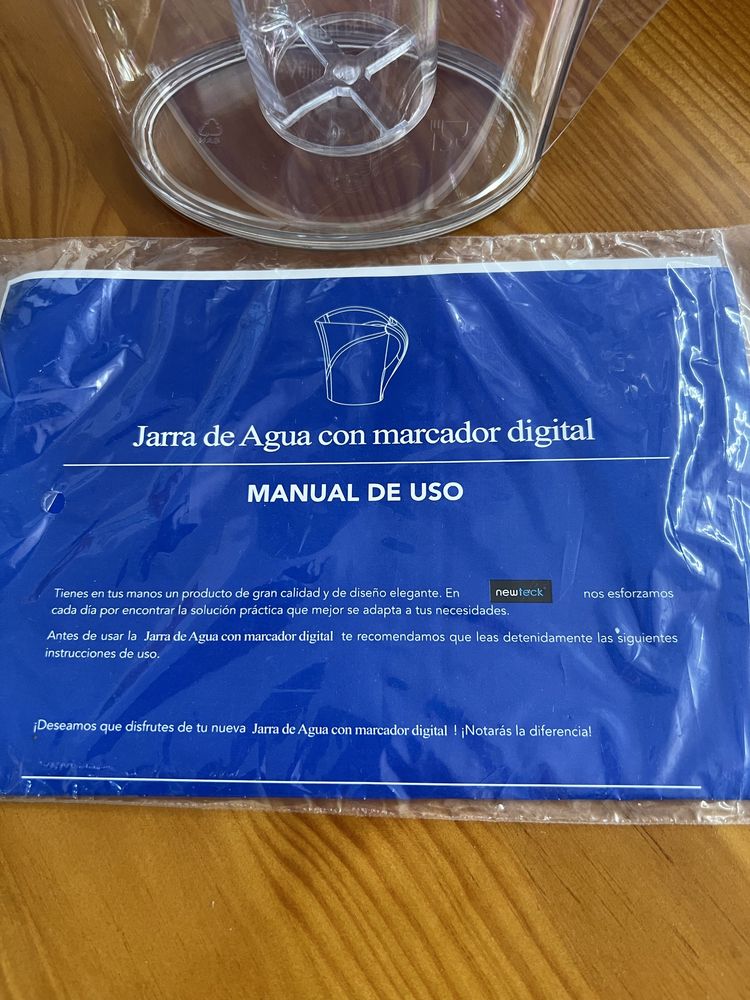 Jarra de Agua con marcador digital
MANUAL DE USO
Tienes en tus manos un producto de gran calidad y de diseño elegante. En newteck nos esforzamos
cada día por encontrar la solución práctica que mejor se adapta a tus necesidades.
Antes de usar la Jarra de Agua con marcador digital te recomendamos que leas detenidamente las siguientes
instrucciones de uso.
¡Deseamos que disfrutes de tu nueva Jarra de Agua con marcador digital ! ¡Notarás la diferencia!